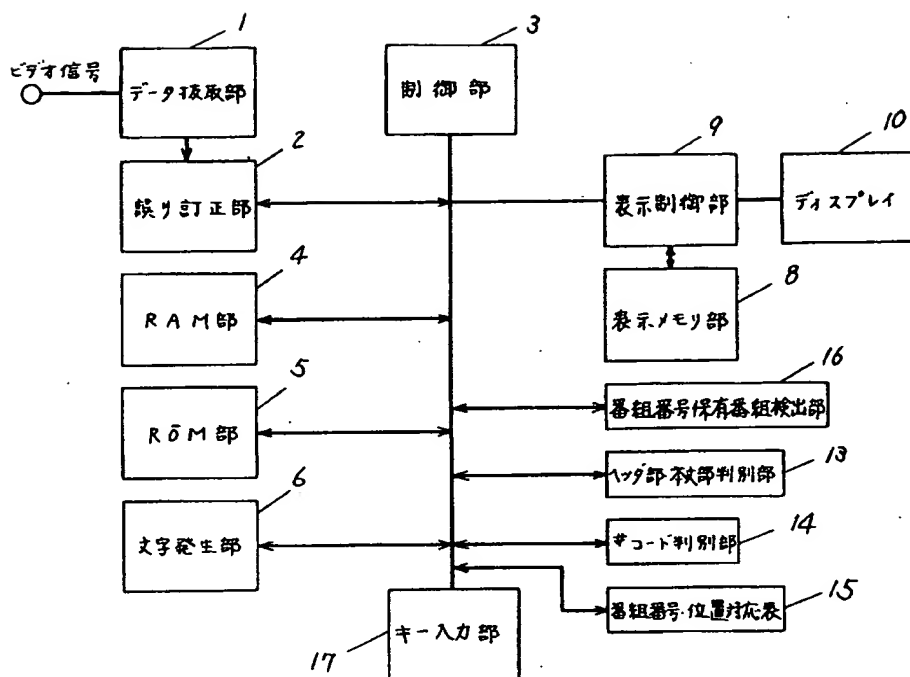 1
3
ビデオ信号
データ抜取部
制御部
2
9
10
誤り訂正部
表示制御部
ディスプレイ
4
8
RAM部
表示メモリ部
16
5
番組番号保有番組検出部
ROM部
13
ヘッダ部・本文部判別部
6
14
文字発生部
#コード判別部
15
番組番号・位置対応表
キー入力部
17